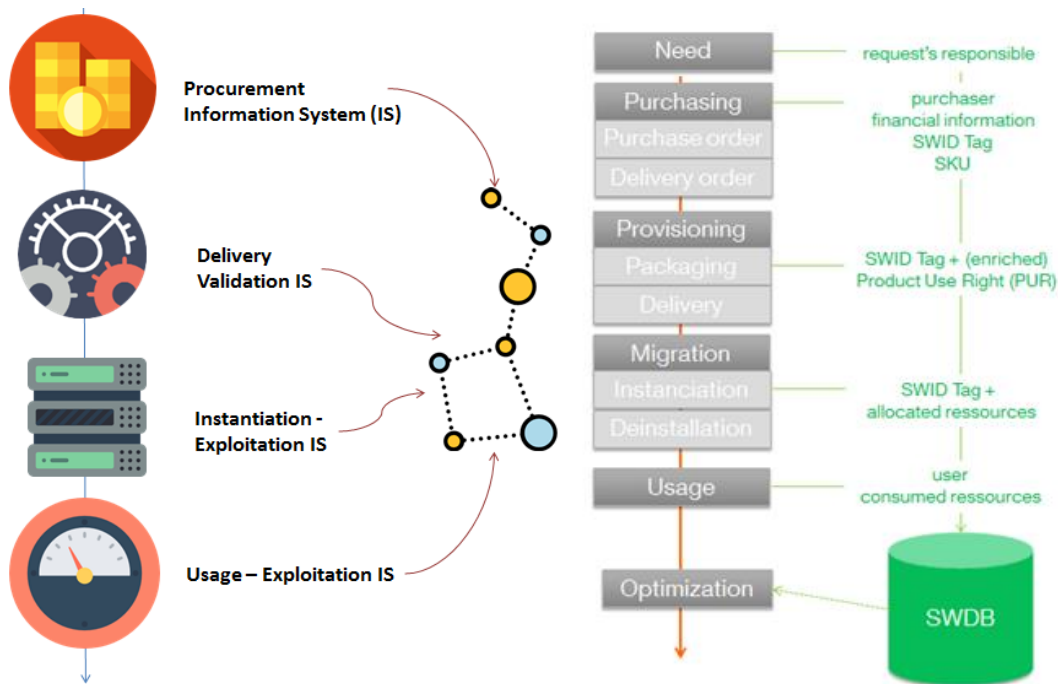 Procurement
Information System (IS)
Delivery
Validation IS
Instantiation -
Exploitation IS
Usage – Exploitation IS
Need
Purchasing
Purchase order
Delivery order
Provisioning
Packaging
Delivery
Migration
Instanciation
Deinstallation
Usage
Optimization
request's responsible
purchaser
financial information
SWID Tag
SKU
SWID Tag + (enriched)
Product Use Right (PUR)
SWID Tag +
allocated ressources
user
consumed ressources
SWDB